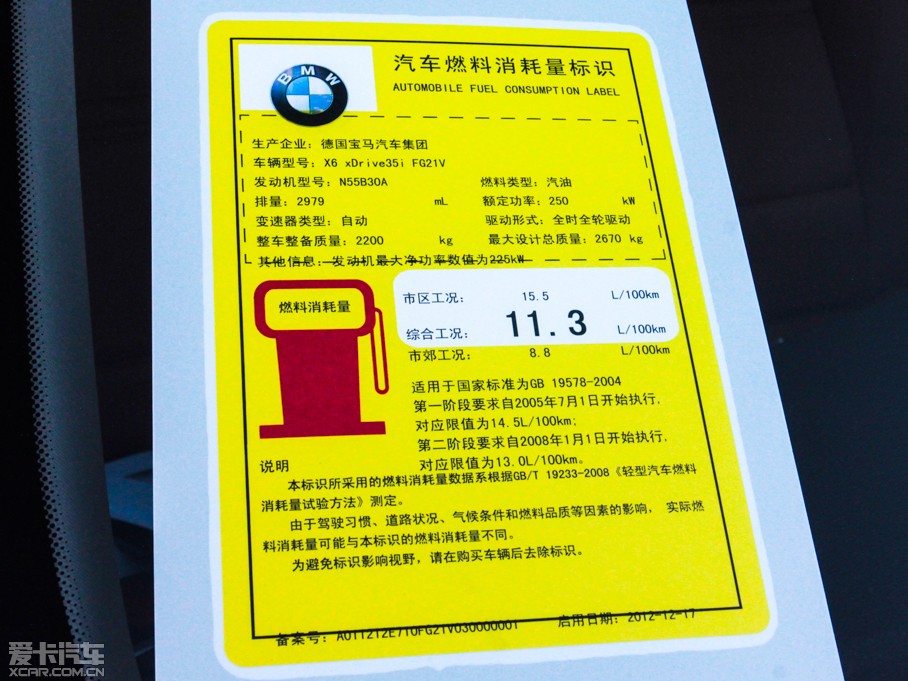 BMW
汽车燃料消耗量标识
AUTOMOBILE FUEL CONSUMPTION LABEL
生产企业: 德国宝马汽车集团
车辆型号: X6 xDrive35i FG21V
发动机型号: N55B30A 燃料类型: 汽油
排量: 2979 mL 额定功率: 250 kW
变速器类型: 自动 驱动形式: 全时全轮驱动
整车整备质量: 2200 kg 最大设计总质量: 2670 kg
其他信息: 发动机最大净功率数值为225kW
燃料消耗量
市区工况: 15.5 L/100km
综合工况: 11.3 L/100km
市郊工况: 8.8 L/100km
适用于国家标准为GB 19578-2004
第一阶段要求自2005年7月1日开始执行,
对应限值为14.5L/100km;
第二阶段要求自2008年1月1日开始执行,
对应限值为13.0L/100km。
说明
本标识所采用的燃料消耗量数据系根据GB/T 19233-2008《轻型汽车燃料
消耗量试验方法》测定。
由于驾驶习惯、道路状况、气候条件和燃料品质等因素的影响, 实际燃
料消耗量可能与本标识的燃料消耗量不同。
为避免标识影响视野,请在购买车辆后去除标识。
备案号: A011212E710FG21V030000001 启用日期: 2012-12-17
爱卡汽车
XCAR.COM.CN